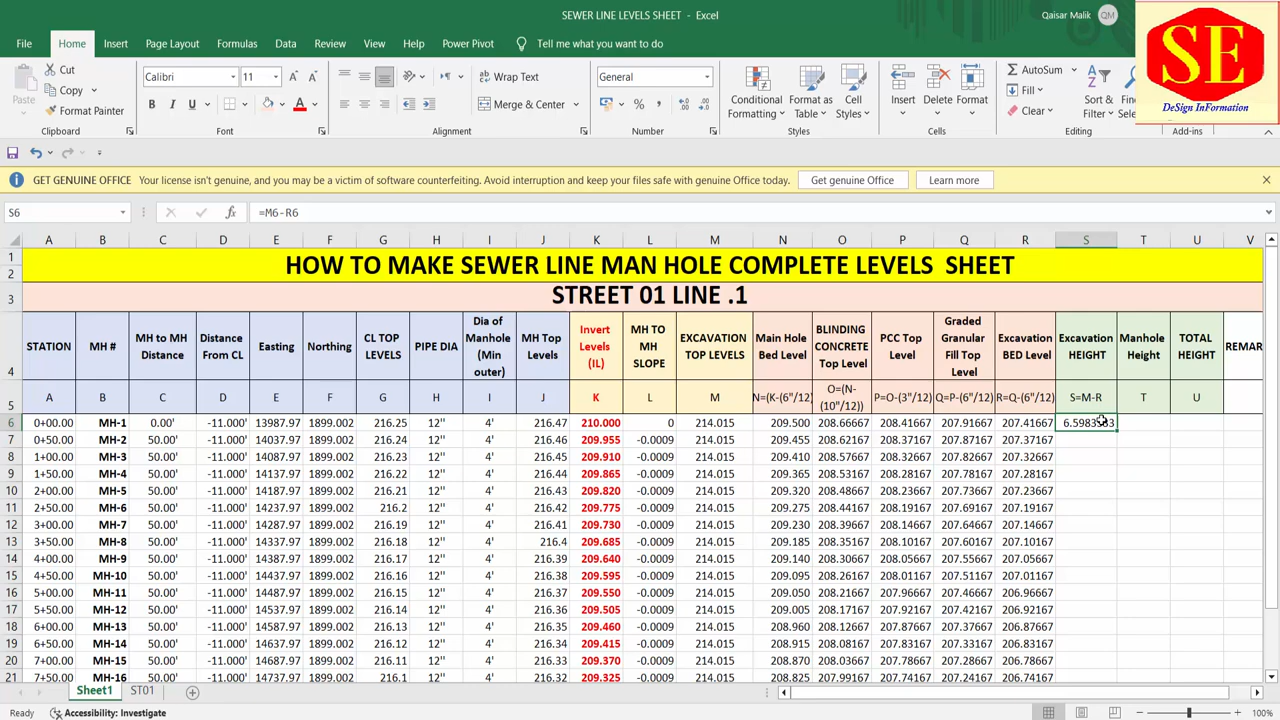 SEWER LINE LEVELS SHEET - Excel
Qaisar Malik QM
SE
DeSign InFormation
File Home Insert Page Layout Formulas Data Review View Help Power Pivot Tell me what you want to do
Paste Cut Copy Format Painter Clipboard
Calibri 11 B I U A Font
Wrap Text Merge & Center Alignment
General % Number
Conditional Formatting Format as Table Cell Styles Styles
Insert Delete Format Cells
AutoSum Fill Clear Sort & Filter Editing
Add-ins
GET GENUINE OFFICE Your license isn't genuine, and you may be a victim of software counterfeiting. Avoid interruption and keep your files safe with genuine Office today. Get genuine Office Learn more
S6 fx =M6-R6
A B C D E F G H I J K L M N O P Q R S T U V
1 HOW TO MAKE SEWER LINE MAN HOLE COMPLETE LEVELS SHEET
2
3 STREET 01 LINE .1
4 STATION MH # MH to MH Distance Distance From CL Easting Northing CL TOP LEVELS PIPE DIA Dia of Manhole (Min outer) MH Top Levels Invert Levels (IL) MH TO MH SLOPE EXCAVATION TOP LEVELS Main Hole Bed Level BLINDING CONCRETE Top Level PCC Top Level Graded Granular Fill Top Level Excavation BED Level Excavation HEIGHT Manhole Height TOTAL HEIGHT REMAR
5 A B C D E F G H I J K L M N=(K-(6"/12) O=(N-(10"/12)) P=O-(3"/12) Q=P-(6"/12) R=Q-(6"/12) S=M-R T U
6 0+00.00 MH-1 0.00' -11.000' 13987.97 1899.002 216.25 12'' 4' 216.47 210.000 0 214.015 209.500 208.66667 208.41667 207.91667 207.41667
7 0+50.00 MH-2 50.00' -11.000' 14037.97 1899.002 216.24 12'' 4' 216.46 209.955 -0.0009 214.015 209.455 208.62167 208.37167 207.87167 207.37167
8 1+00.00 MH-3 50.00' -11.000' 14087.97 1899.002 216.23 12'' 4' 216.45 209.910 -0.0009 214.015 209.410 208.57667 208.32667 207.82667 207.32667
9 1+50.00 MH-4 50.00' -11.000' 14137.97 1899.002 216.22 12'' 4' 216.44 209.865 -0.0009 214.015 209.365 208.53167 208.28167 207.78167 207.28167
10 2+00.00 MH-5 50.00' -11.000' 14187.97 1899.002 216.21 12'' 4' 216.43 209.820 -0.0009 214.015 209.320 208.48667 208.23667 207.73667 207.23667
11 2+50.00 MH-6 50.00' -11.000' 14237.97 1899.002 216.2 12'' 4' 216.42 209.775 -0.0009 214.015 209.275 208.44167 208.19167 207.69167 207.19167
12 3+00.00 MH-7 50.00' -11.000' 14287.97 1899.002 216.19 12'' 4' 216.41 209.730 -0.0009 214.015 209.230 208.39667 208.14667 207.64667 207.14667
13 3+50.00 MH-8 50.00' -11.000' 14337.97 1899.002 216.18 12'' 4' 216.4 209.685 -0.0009 214.015 209.185 208.35167 208.10167 207.60167 207.10167
14 4+00.00 MH-9 50.00' -11.000' 14387.97 1899.002 216.17 12'' 4' 216.39 209.640 -0.0009 214.015 209.140 208.30667 208.05667 207.55667 207.05667
15 4+50.00 MH-10 50.00' -11.000' 14437.97 1899.002 216.16 12'' 4' 216.38 209.595 -0.0009 214.015 209.095 208.26167 208.01167 207.51167 207.01167
16 5+00.00 MH-11 50.00' -11.000' 14487.97 1899.002 216.15 12'' 4' 216.37 209.550 -0.0009 214.015 209.050 208.21667 207.96667 207.46667 206.96667
17 5+50.00 MH-12 50.00' -11.000' 14537.97 1899.002 216.14 12'' 4' 216.36 209.505 -0.0009 214.015 209.005 208.17167 207.92167 207.42167 206.92167
18 6+00.00 MH-13 50.00' -11.000' 14587.97 1899.002 216.13 12'' 4' 216.35 209.460 -0.0009 214.015 208.960 208.12667 207.87667 207.37667 206.87667
19 6+50.00 MH-14 50.00' -11.000' 14637.97 1899.002 216.12 12'' 4' 216.34 209.415 -0.0009 214.015 208.915 208.08167 207.83167 207.33167 206.83167
20 7+00.00 MH-15 50.00' -11.000' 14687.97 1899.002 216.11 12'' 4' 216.33 209.370 -0.0009 214.015 208.870 208.03667 207.78667 207.28667 206.78667
21 7+50.00 MH-16 50.00' -11.000' 14737.97 1899.002 216.1 12'' 4' 216.32 209.325 -0.0009 214.015 208.825 207.99167 207.74167 207.24167 206.74167
Sheet1 ST01
Ready Accessibility: Investigate 100%